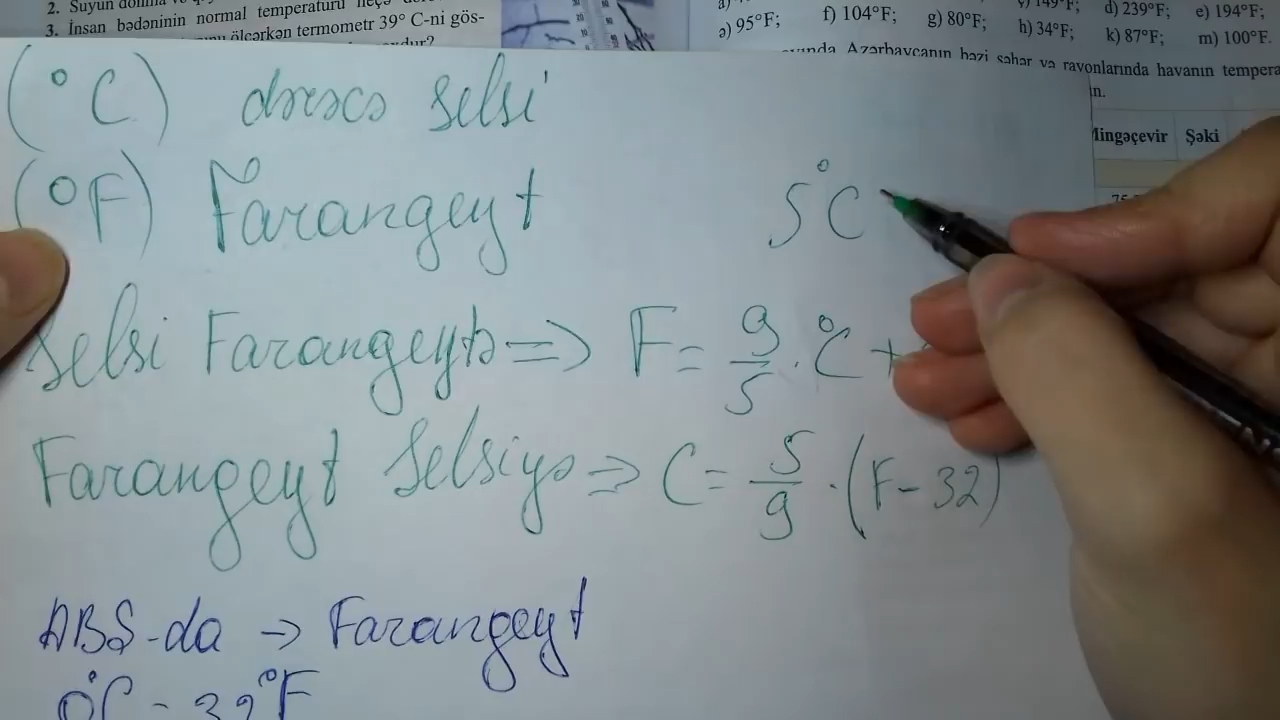 2. Suyun
3. İnsan bədəninin normal temperaturu
ölçərkən termometr 39° C-ni gös-
ə) 95°F; f) 104°F; g) 80°F; h) 34°F; k) 87°F; m) 100°F.
149°F; d) 239°F; e) 194°F;
Azərbaycanın bəzi şəhər və rayonlarında havanın
Mingəçevir Şəki
(°C) dərəcə selsi
(°F) Farangeyt
5°C
Selsi Farangeytə => F = 9/5 · °C +
Farangeyt Selsiyə => C = 5/9 · (F - 32)
ABŞ-da -> Farangeyt
0°C - 32°F